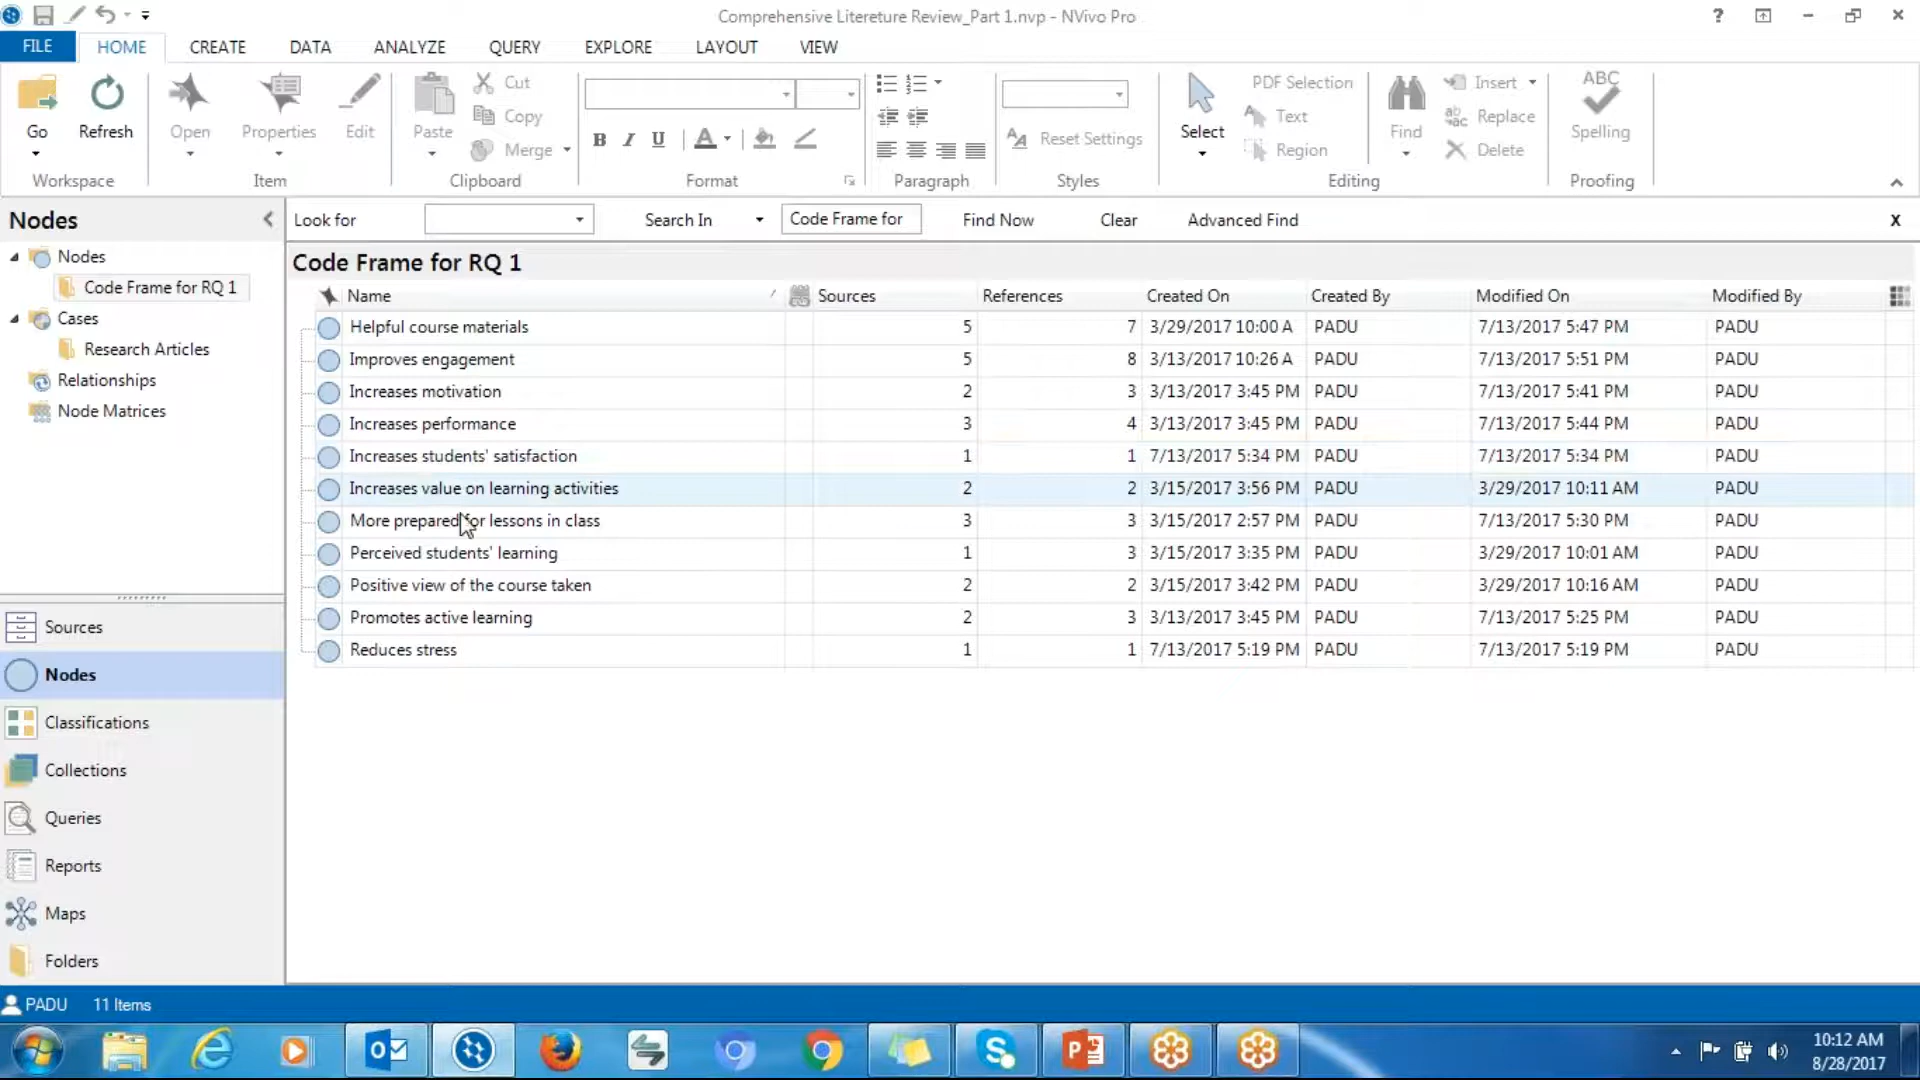 Comprehensive Litereture Review_Part 1.nvp - NVivo Pro
?
FILE HOME CREATE DATA ANALYZE QUERY EXPLORE LAYOUT VIEW
Go Refresh Open Properties Edit Paste Cut Copy Merge
B I U A
Reset Settings
Select PDF Selection Text Region
Find Insert Replace Delete
ABC Spelling
Workspace Item Clipboard Format Paragraph Styles Editing Proofing
Nodes
Look for Search In Code Frame for Find Now Clear Advanced Find x
Nodes
Code Frame for RQ 1
Cases
Research Articles
Relationships
Node Matrices
Code Frame for RQ 1
Name Sources References Created On Created By Modified On Modified By
Helpful course materials 5 7 3/29/2017 10:00 A PADU 7/13/2017 5:47 PM PADU
Improves engagement 5 8 3/13/2017 10:26 A PADU 7/13/2017 5:51 PM PADU
Increases motivation 2 3 3/13/2017 3:45 PM PADU 7/13/2017 5:41 PM PADU
Increases performance 3 4 3/13/2017 3:45 PM PADU 7/13/2017 5:44 PM PADU
Increases students' satisfaction 1 1 7/13/2017 5:34 PM PADU 7/13/2017 5:34 PM PADU
Increases value on learning activities 2 2 3/15/2017 3:56 PM PADU 3/29/2017 10:11 AM PADU
More prepared for lessons in class 3 3 3/15/2017 2:57 PM PADU 7/13/2017 5:30 PM PADU
Perceived students' learning 1 3 3/15/2017 3:35 PM PADU 3/29/2017 10:01 AM PADU
Positive view of the course taken 2 2 3/15/2017 3:42 PM PADU 3/29/2017 10:16 AM PADU
Promotes active learning 2 3 3/13/2017 3:45 PM PADU 7/13/2017 5:25 PM PADU
Reduces stress 1 1 7/13/2017 5:19 PM PADU 7/13/2017 5:19 PM PADU
Sources
Nodes
Classifications
Collections
Queries
Reports
Maps
Folders
PADU 11 Items
10:12 AM
8/28/2017